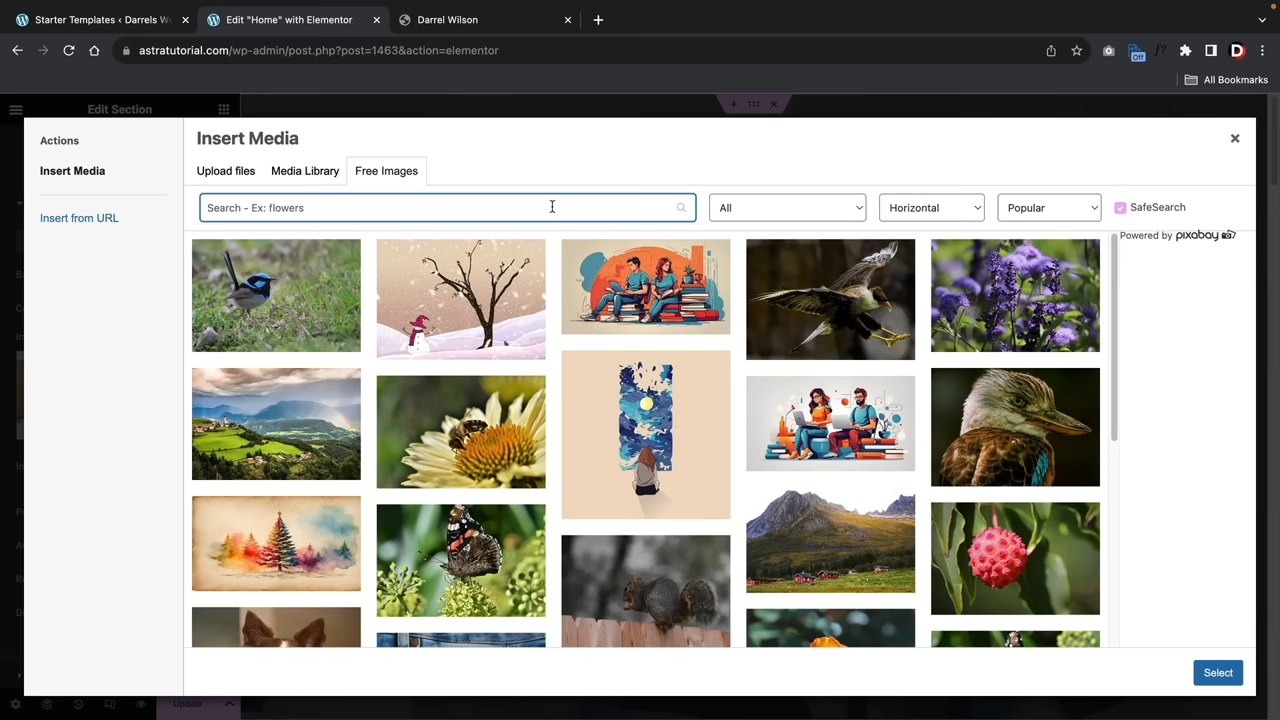 Starter Templates ‹ Darrels We
Edit "Home" with Elementor
Darrel Wilson
astratutorial.com/wp-admin/post.php?post=1463&action=elementor
Off
D
All Bookmarks
Edit Section
Actions
Insert Media
Insert from URL
Insert Media
Upload files
Media Library
Free Images
Search - Ex: flowers
All
Horizontal
Popular
SafeSearch
Powered by pixabay
Update
Select